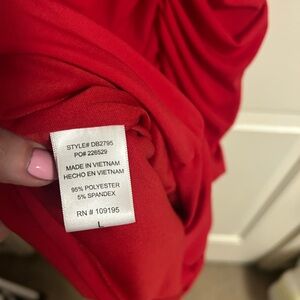 STYLE# DB2795
PO# 226529
MADE IN VIETNAM
HECHO EN VIETNAM
95% POLYESTER
5% SPANDEX
RN # 109195
L